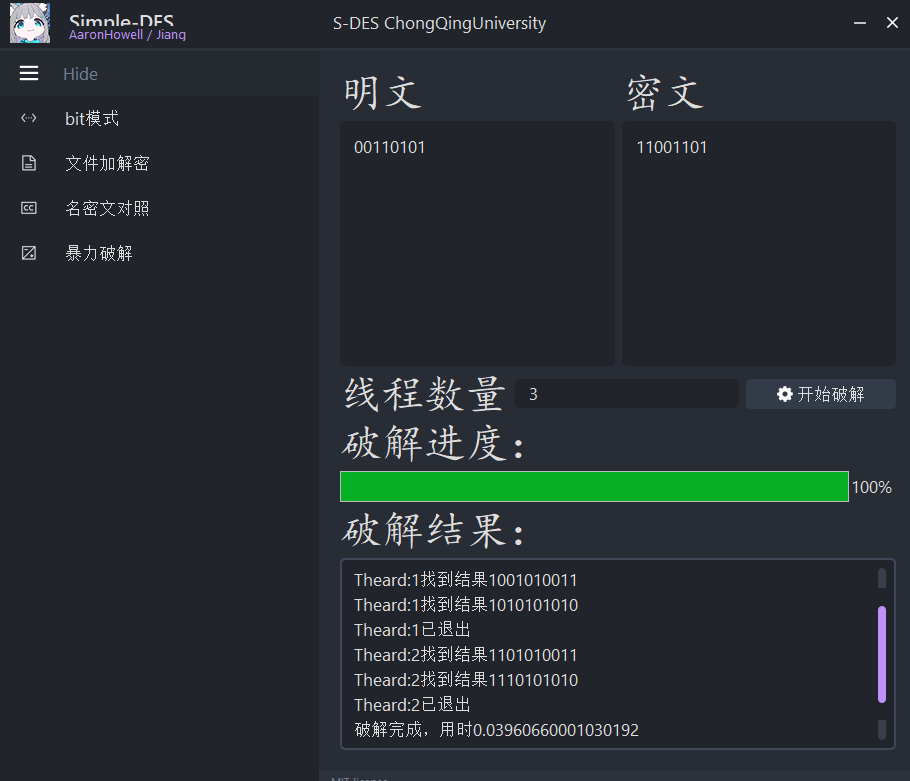 Simple-DES
AaronHowell / Jiang
S-DES ChongQingUniversity
Hide
bit模式
文件加解密
名密文对照
暴力破解
明文
密文
00110101
11001101
线程数量
3
开始破解
破解进度：
100%
破解结果：
Theard:1找到结果1001010011
Theard:1找到结果1010101010
Theard:1已退出
Theard:2找到结果1101010011
Theard:2找到结果1110101010
Theard:2已退出
破解完成，用时0.03960660001030192